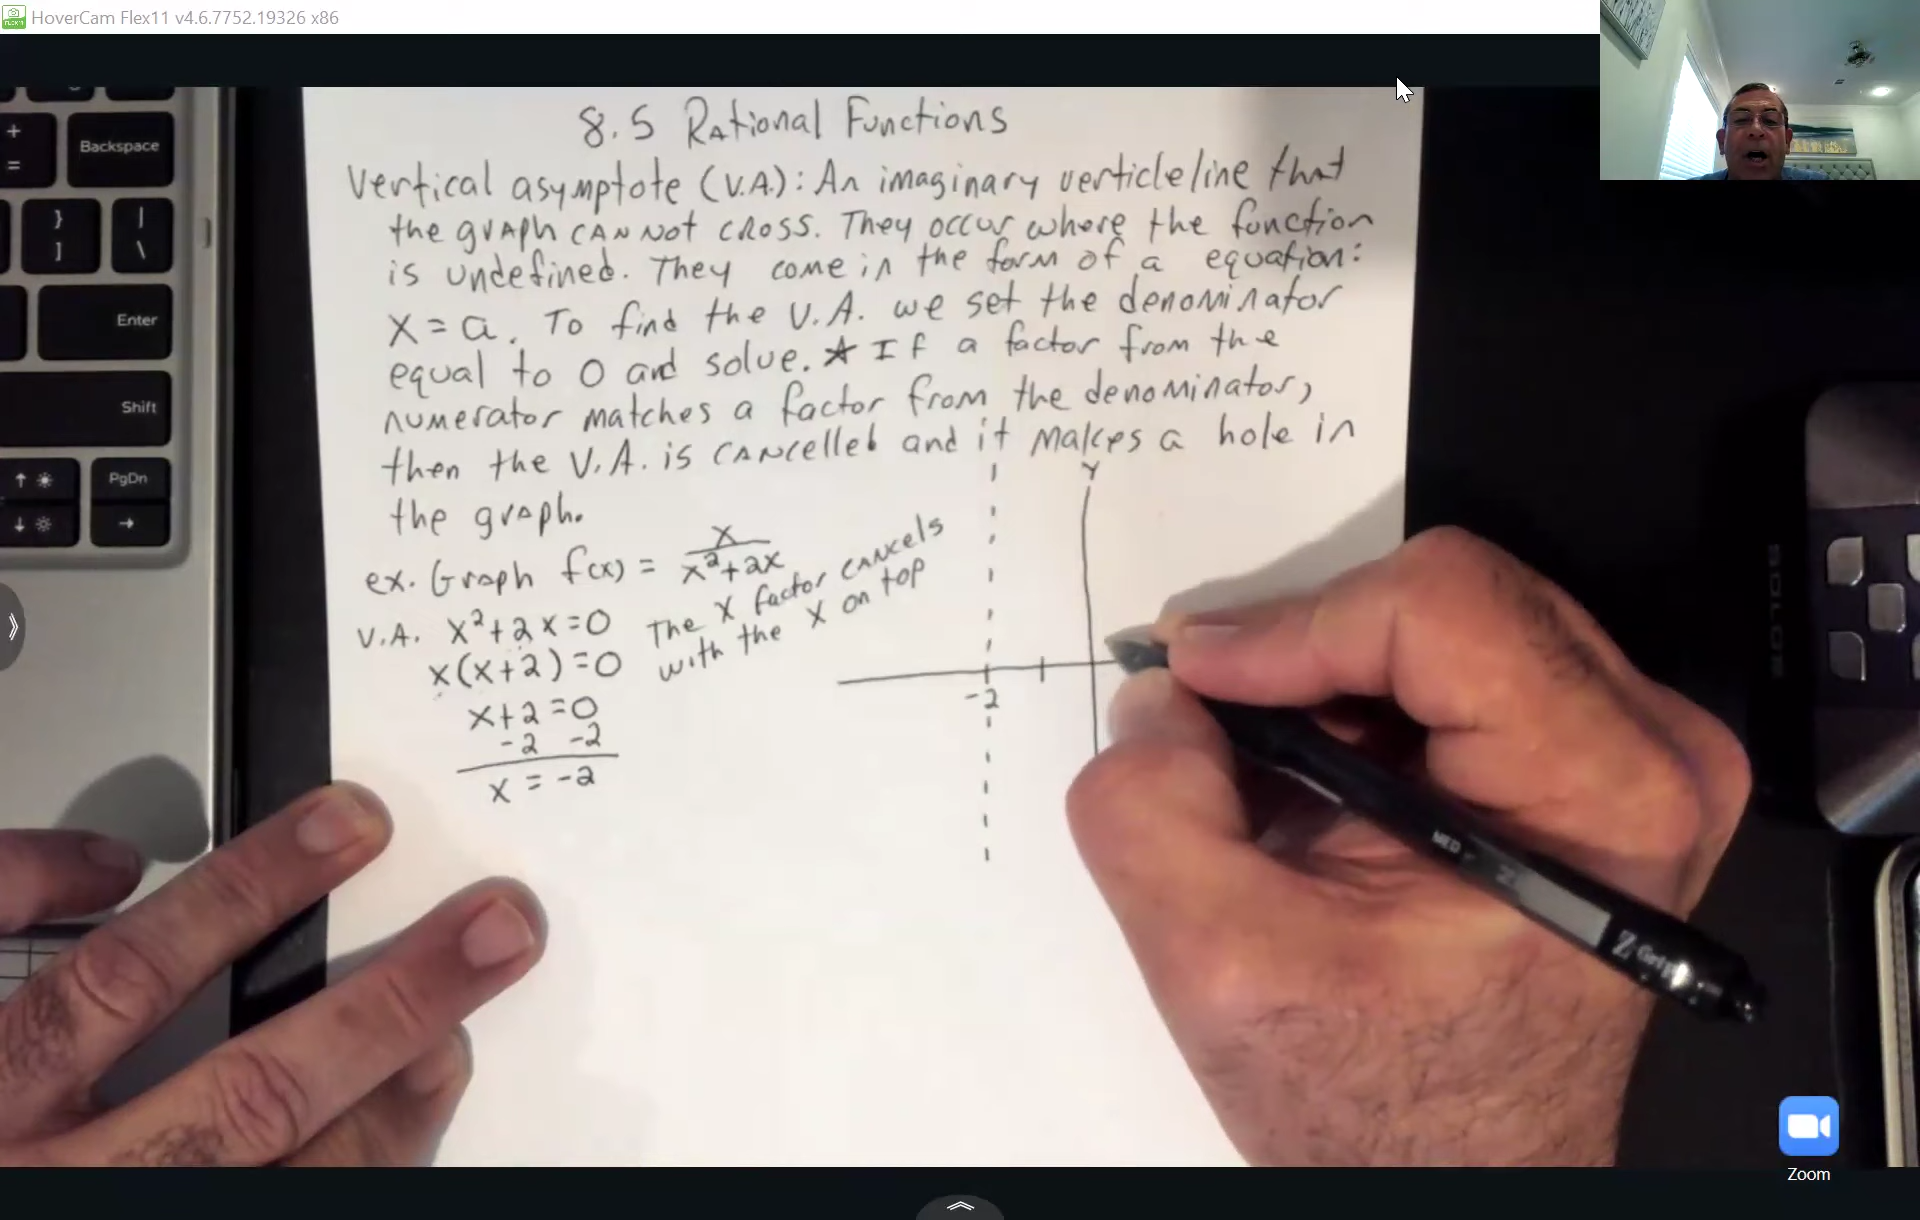 HoverCam Flex11 v4.6.7752.19326 x86
8.5 Rational Functions
Vertical asymptote (V.A.): An imaginary verticle line that
the graph cannot cross. They occur where the function
is undefined. They come in the form of a equation:
x = a. To find the V.A. we set the denominator
equal to 0 and solve. ★ If a factor from the
numerator matches a factor from the denominator,
then the V.A. is cancelled and it makes a hole in
the graph.
ex. Graph f(x) = x / x²+2x
V.A. x²+2x=0
x(x+2)=0
x+2=0
-2 -2
x = -2
The x factor cancels
with the x on top
Y
-2
+
=
Backspace
}
]
|
\
Enter
Shift
PgDn
MED
Z Grip
Zoom